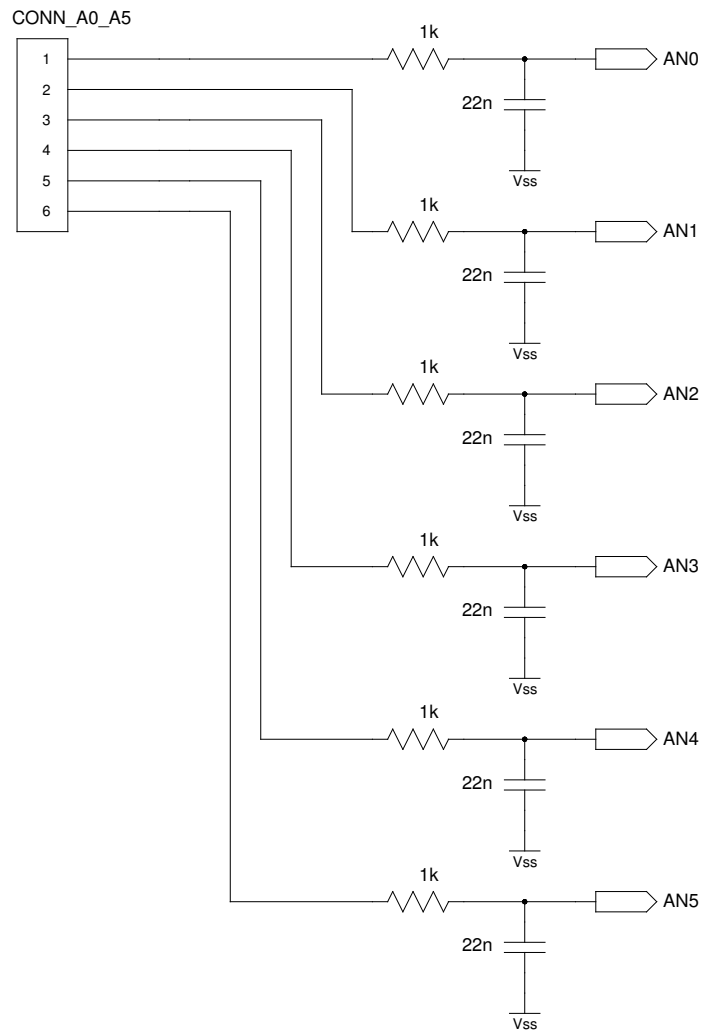 CONN_A0_A5
1
2
3
4
5
6
1k
22n
Vss
AN0
1k
22n
Vss
AN1
1k
22n
Vss
AN2
1k
22n
Vss
AN3
1k
22n
Vss
AN4
1k
22n
Vss
AN5